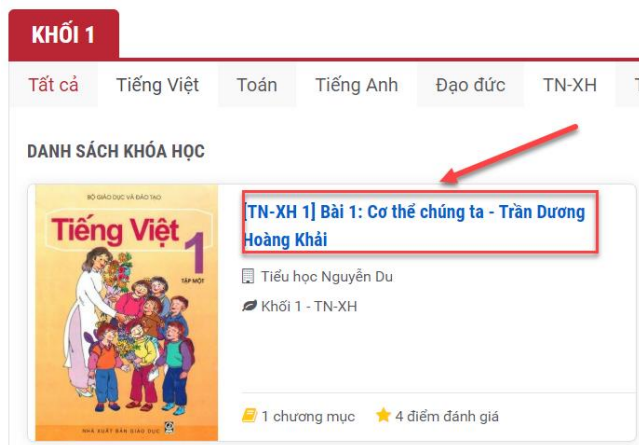 KHỐI 1
Tất cả Tiếng Việt Toán Tiếng Anh Đạo đức TN-XH
DANH SÁCH KHÓA HỌC
BỘ GIÁO DỤC VÀ ĐÀO TẠO
Tiếng Việt 1
TẬP MỘT
NHÀ XUẤT BẢN GIÁO DỤC
[TN-XH 1] Bài 1: Cơ thể chúng ta - Trần Dương
Hoàng Khải
Tiểu học Nguyễn Du
Khối 1 - TN-XH
1 chương mục 4 điểm đánh giá